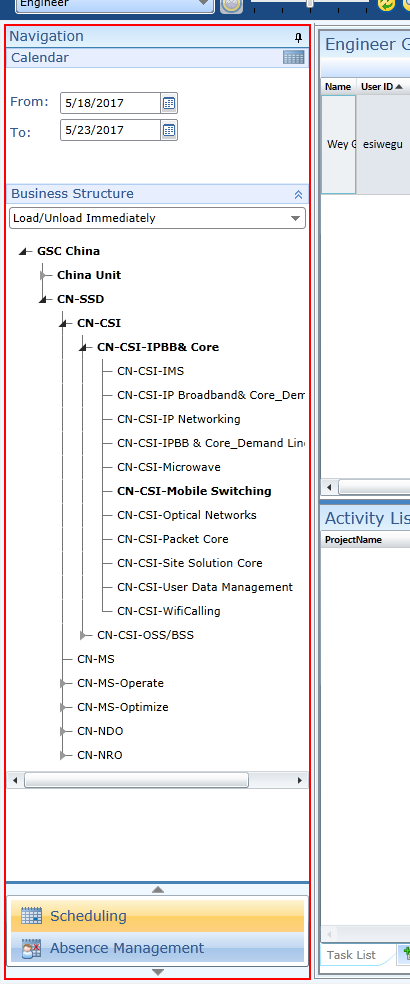 Engineer
Navigation
Calendar
From:
5/18/2017
To:
5/23/2017
Business Structure
Load/Unload Immediately
GSC China
China Unit
CN-SSD
CN-CSI
CN-CSI-IPBB& Core
CN-CSI-IMS
CN-CSI-IP Broadband& Core_Dem
CN-CSI-IP Networking
CN-CSI-IPBB & Core_Demand Lin
CN-CSI-Microwave
CN-CSI-Mobile Switching
CN-CSI-Optical Networks
CN-CSI-Packet Core
CN-CSI-Site Solution Core
CN-CSI-User Data Management
CN-CSI-WifiCalling
CN-CSI-OSS/BSS
CN-MS
CN-MS-Operate
CN-MS-Optimize
CN-NDO
CN-NRO
Scheduling
Absence Management
Engineer G
Name User ID
Wey G esiwegu
Activity Lis
ProjectName
Task List